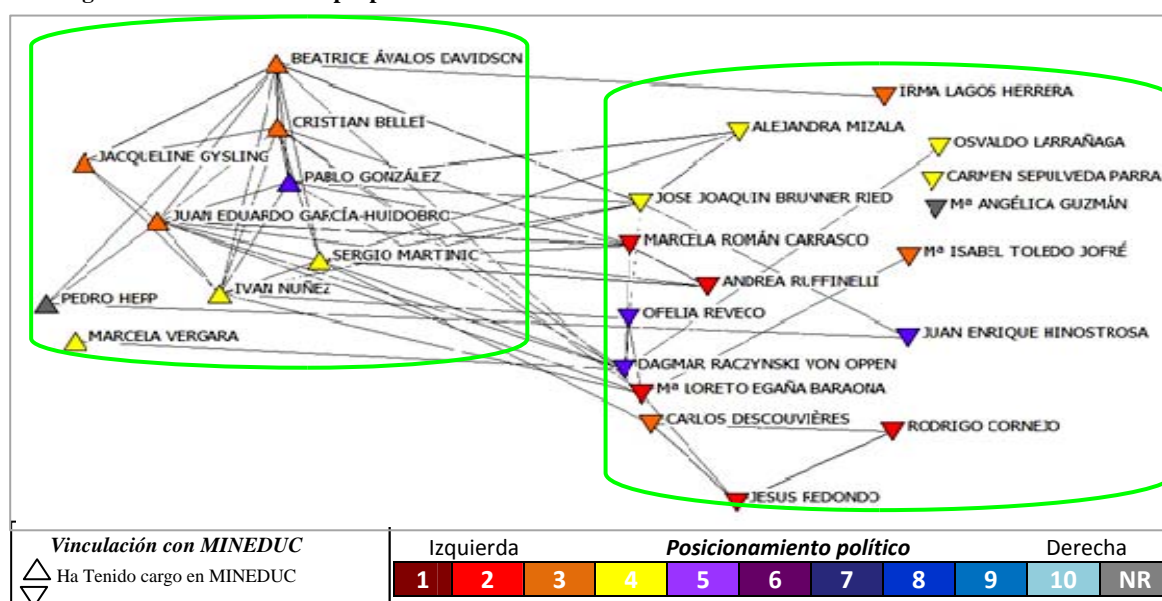 BEATRICE ÁVALOS DAVIDSON
IRMA LAGOS HERRERA
CRISTIAN BELLEI
ALEJANDRA MIZALA
OSVALDO LARRAÑAGA
JACQUELINE GYSLING
PABLO GONZÁLEZ
CARMEN SEPULVEDA PARRA
JOSE JOAQUIN BRUNNER RIED
Mª ANGÉLICA GUZMÁN
JUAN EDUARDO GARCÍA-HUIDOBRO
MARCELA ROMÁN CARRASCO
SERGIO MARTINIC
Mª ISABEL TOLEDO JOFRÉ
IVAN NUÑEZ
ANDREA RUFFINELLI
PEDRO HEPP
OFELIA REVECO
MARCELA VERGARA
JUAN ENRIQUE HINOSTROSA
DAGMAR RACZYNSKI VON OPPEN
Mª LORETO EGAÑA BARAONA
CARLOS DESCOUVIÈRES
RODRIGO CORNEJO
JESUS REDONDO
Vinculación con MINEDUC
Ha Tenido cargo en MINEDUC
Izquierda Posicionamiento político Derecha
1 2 3 4 5 6 7 8 9 10 NR